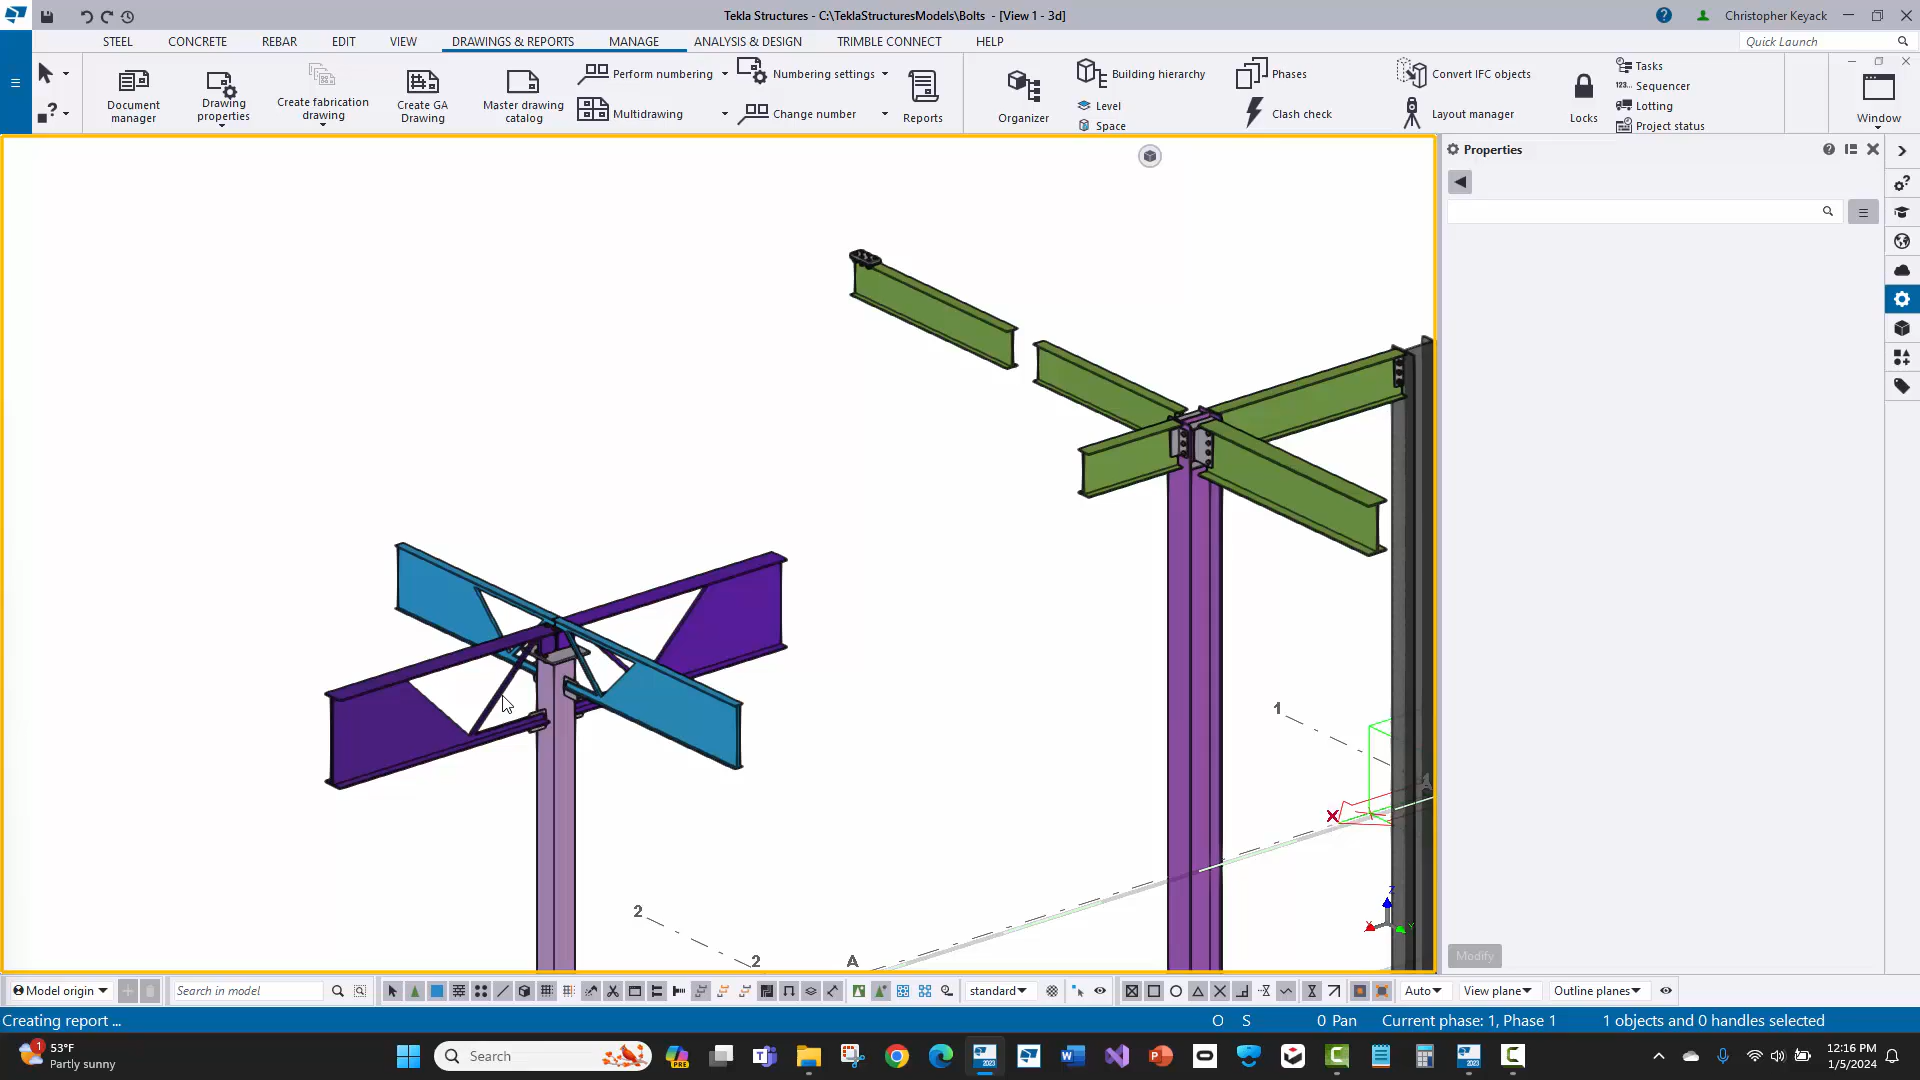 Tekla Structures - C:\TeklaStructuresModels\Bolts - [View 1 - 3d]
Christopher Keyack
STEEL CONCRETE REBAR EDIT VIEW DRAWINGS & REPORTS MANAGE ANALYSIS & DESIGN TRIMBLE CONNECT HELP
Quick Launch
Document manager
Drawing properties
Create fabrication drawing
Create GA Drawing
Master drawing catalog
Perform numbering
Multidrawing
Numbering settings
Change number
Reports
Organizer
Building hierarchy
Level
Space
Phases
Clash check
Convert IFC objects
Layout manager
Locks
Tasks
Sequencer
Lotting
Project status
Window
Properties
1
2
2
A
Z
Modify
Model origin
Search in model
standard
Auto
View plane
Outline planes
Creating report ...
O S 0 Pan Current phase: 1, Phase 1 1 objects and 0 handles selected
1
53°F
Partly sunny
Search
PRE
2023
2023
12:16 PM
1/5/2024